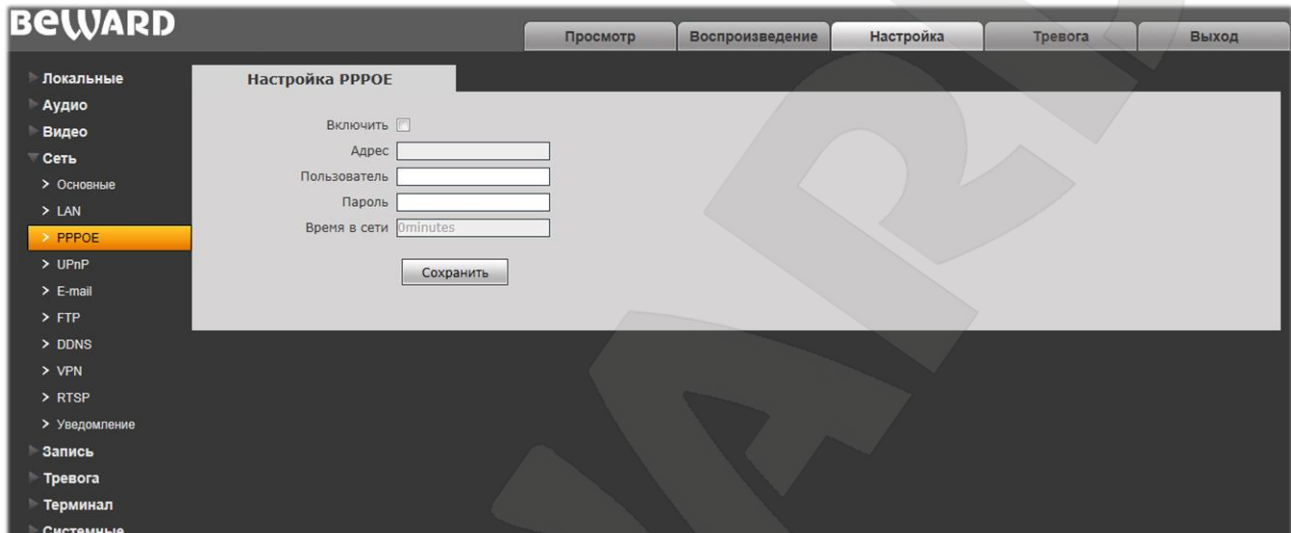 BEWARD
Просмотр Воспроизведение Настройка Тревога Выход
Локальные
Аудио
Видео
Сеть
> Основные
> LAN
> PPPOE
> UPnP
> E-mail
> FTP
> DDNS
> VPN
> RTSP
> Уведомление
Запись
Тревога
Терминал
Системные
Настройка PPPOE
Включить
Адрес
Пользователь
Пароль
Время в сети 0minutes
Сохранить